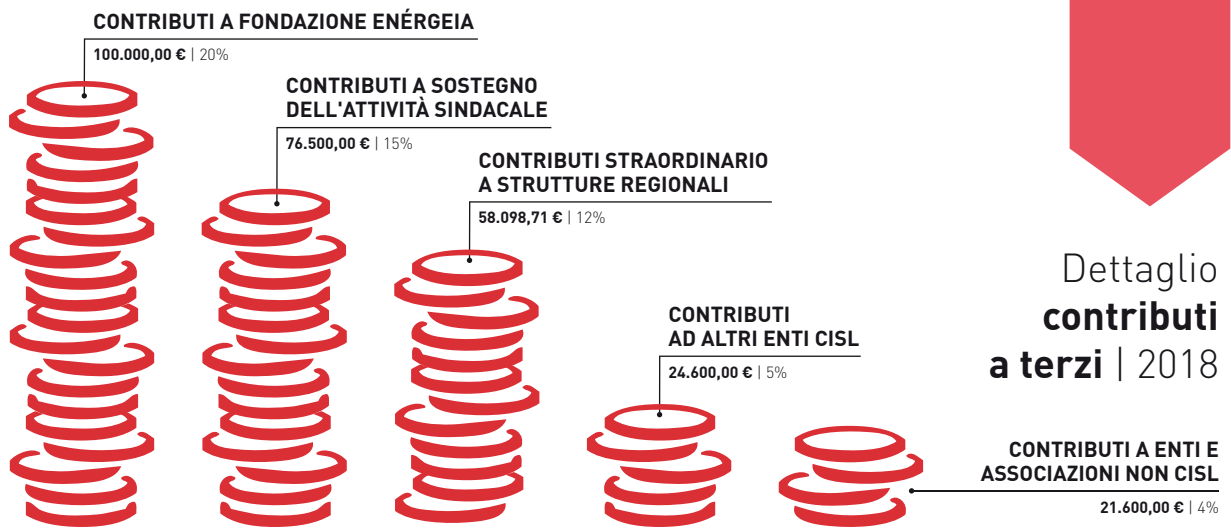 CONTRIBUTI A FONDAZIONE ENÉRGEIA
100.000,00 € | 20%
CONTRIBUTI A SOSTEGNO
DELL'ATTIVITÀ SINDACALE
76.500,00 € | 15%
CONTRIBUTI STRAORDINARIO
A STRUTTURE REGIONALI
58.098,71 € | 12%
CONTRIBUTI
AD ALTRI ENTI CISL
24.600,00 € | 5%
Dettaglio
contributi
a terzi | 2018
CONTRIBUTI A ENTI E
ASSOCIAZIONI NON CISL
21.600,00 € | 4%